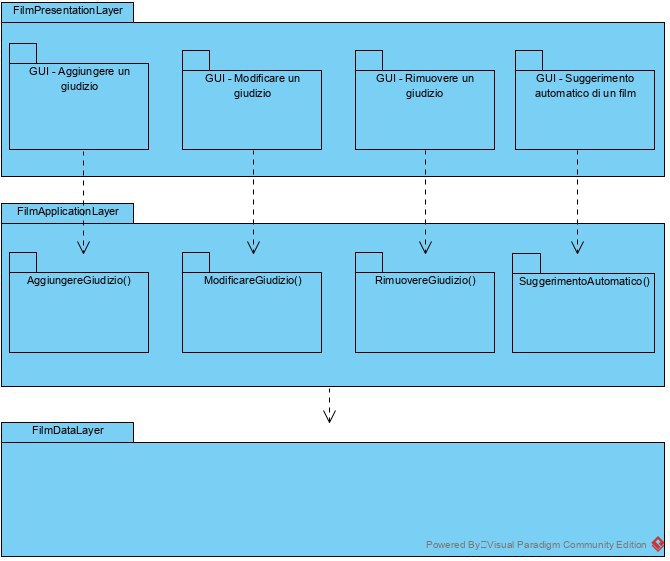 FilmPresentationLayer
GUI - Aggiungere un
giudizio
GUI - Modificare un
giudizio
GUI - Rimuovere un
giudizio
GUI - Suggerimento
automatico di un film
FilmApplicationLayer
AggiungereGiudizio()
ModificareGiudizio()
RimuovereGiudizio()
SuggerimentoAutomatico()
FilmDataLayer
Powered By Visual Paradigm Community Edition